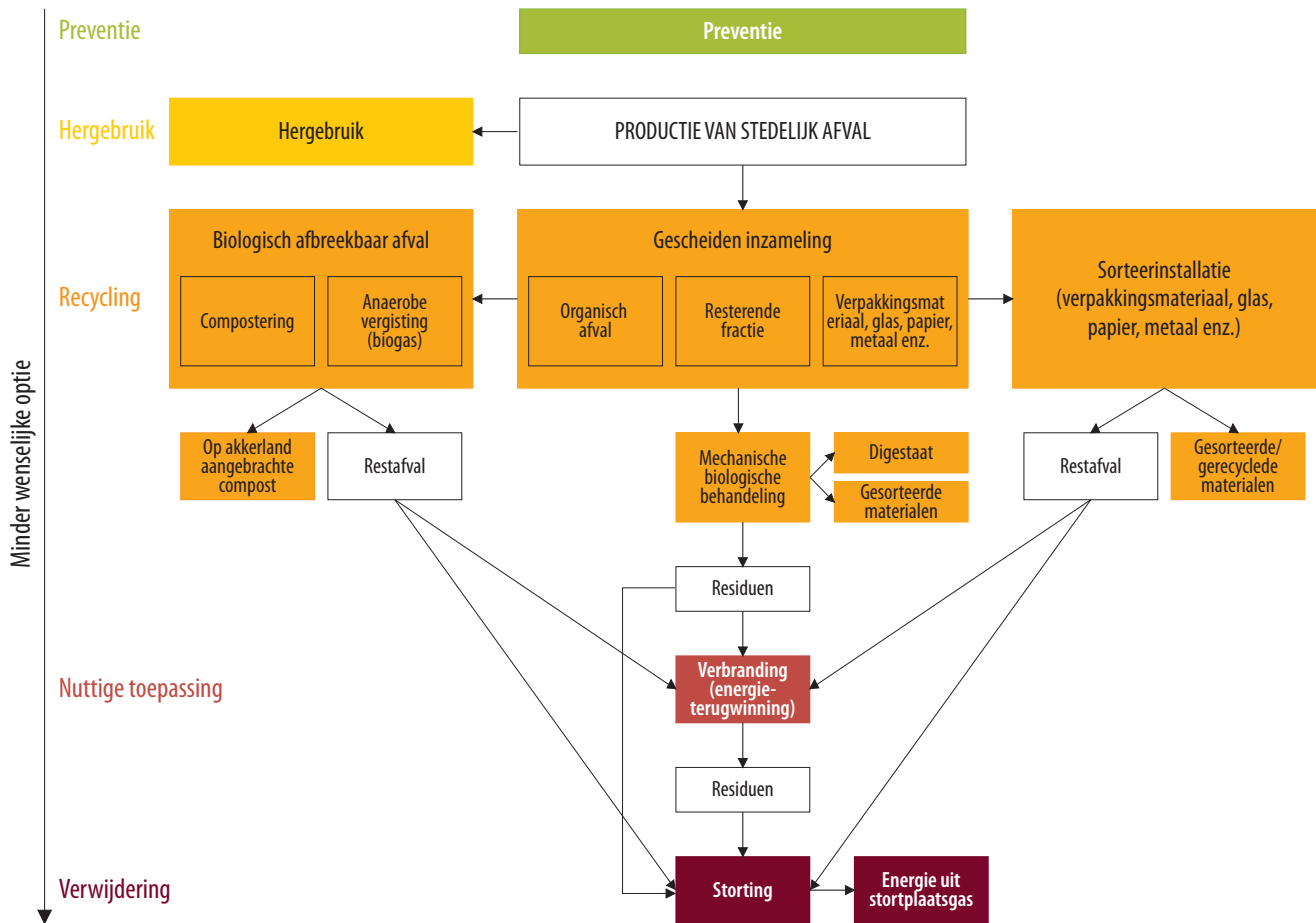 Preventie
Preventie
Hergebruik
Hergebruik
PRODUCTIE VAN STEDELIJK AFVAL
Recycling
Biologisch afbreekbaar afval
Compostering
Anaerobe
vergisting
(biogas)
Gescheiden inzameling
Organisch
afval
Resterende
fractie
Verpakkingsmat
eriaal, glas, papier,
metaal enz.
Sorteerinstallatie
(verpakkingsmateriaal, glas,
papier, metaal enz.)
Minder wenselijke optie
Op akkerland
aangebrachte
compost
Restafval
Mechanische
biologische
behandeling
Digestaat
Gesorteerde
materialen
Restafval
Gesorteerde/
gerecyclede
materialen
Residuen
Nuttige toepassing
Verbranding
(energie-
terugwinning)
Residuen
Verwijdering
Storting
Energie uit
stortplaatsgas